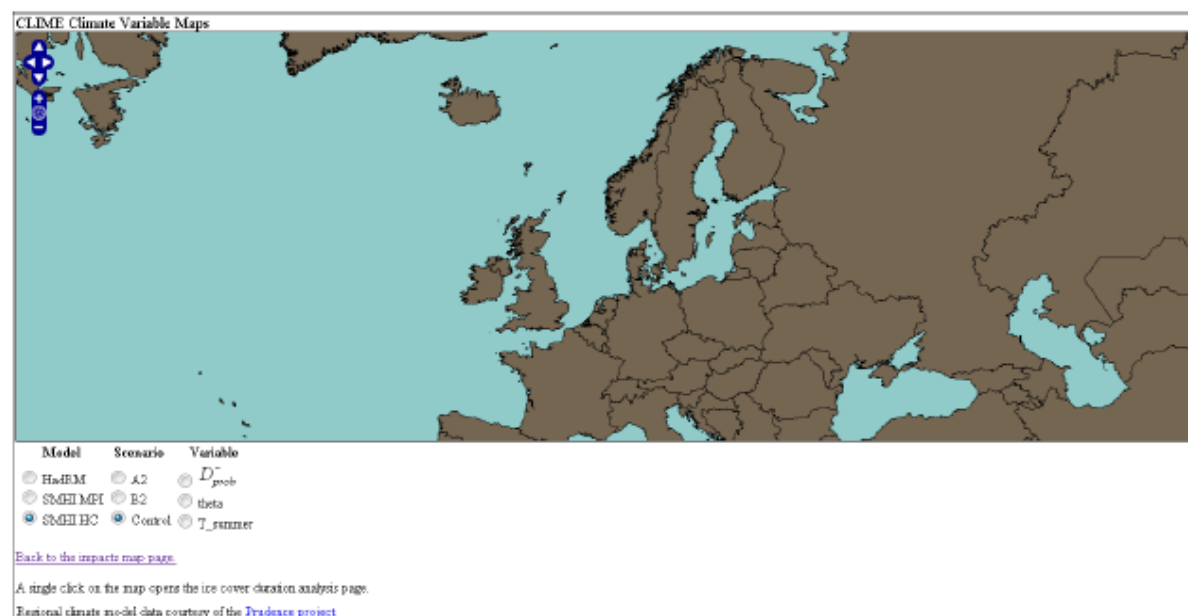 CLIME Climate Variable Maps
Model Scenario Variable
HadRM A2 D⁻prob
SMHI MPI B2 theta
SMHI HC Control T_summer
Back to the impacts map page.
A single click on the map opens the ice cover duration analysis page.
Regional climate model data courtesy of the Prudence project